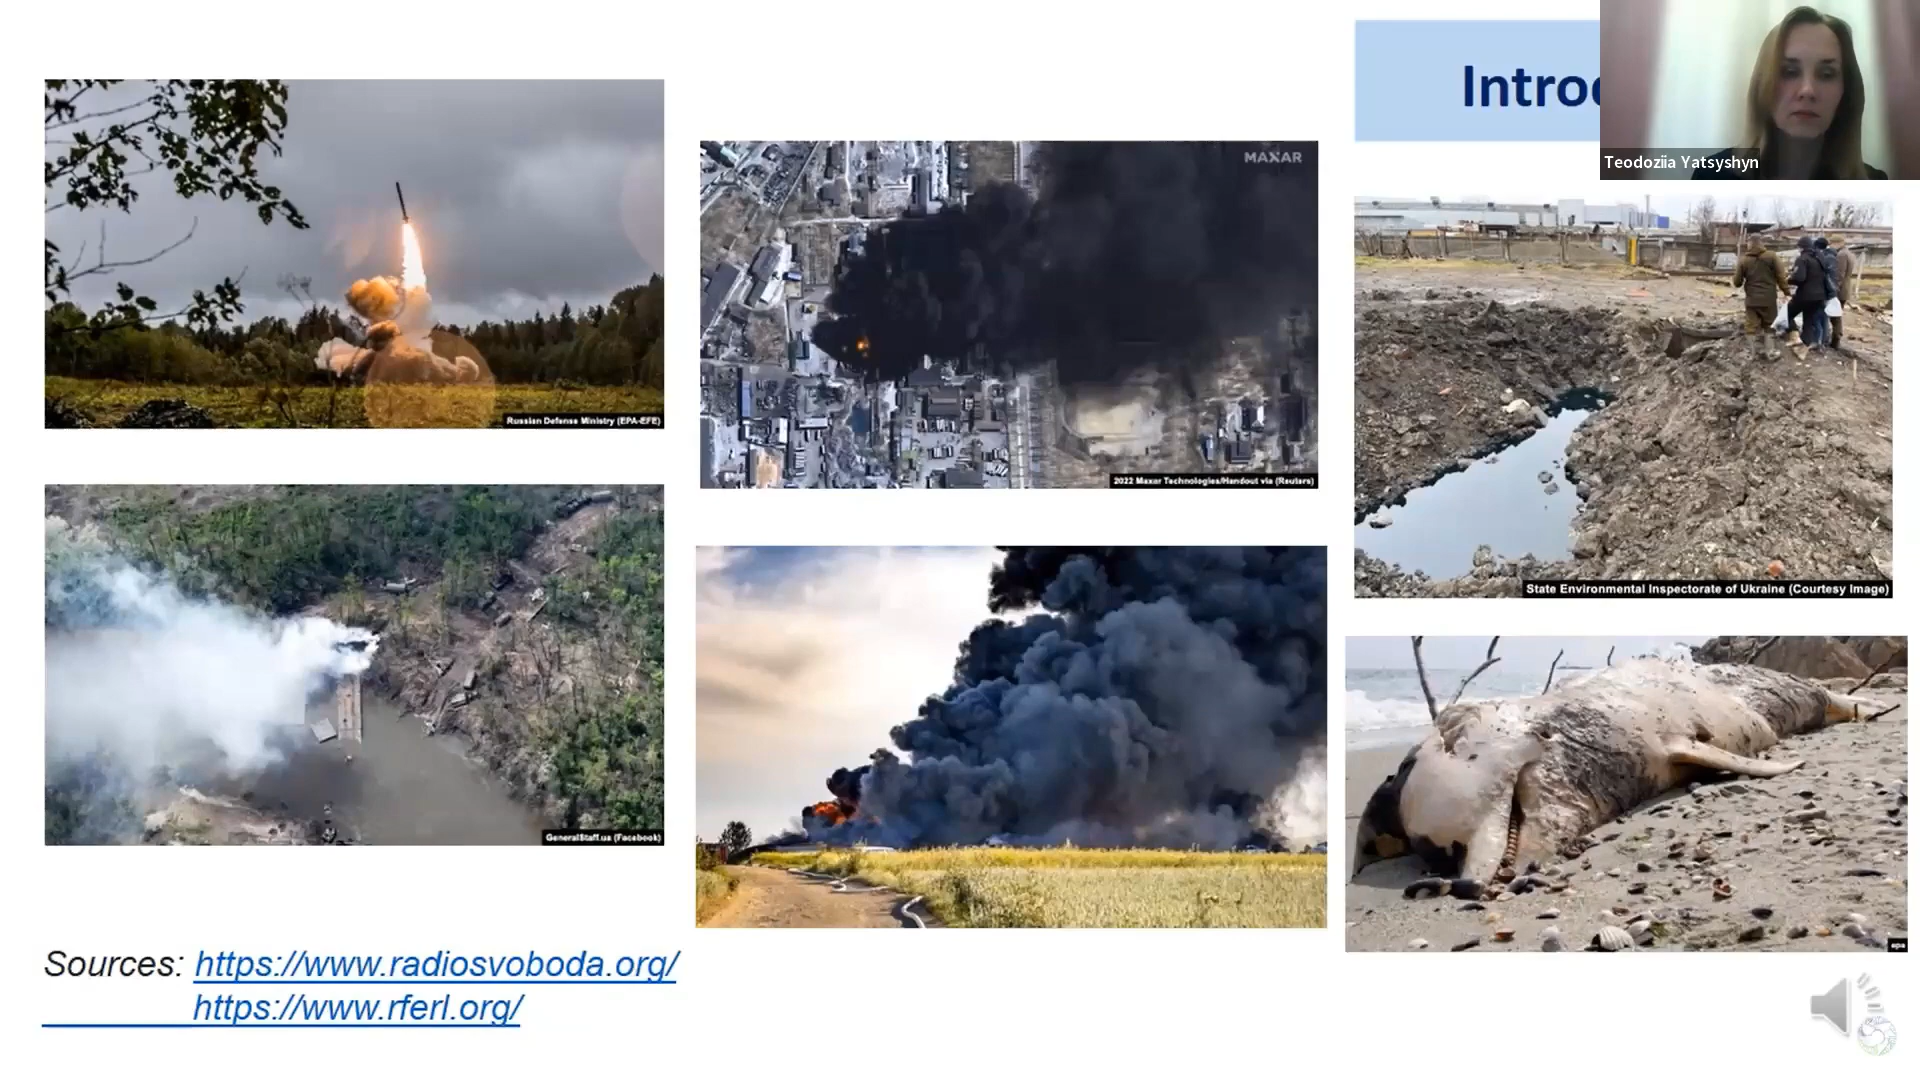 Intro
Teodoziia Yatsyshyn
Russian Defense Ministry (EPA-EFE)
MAXAR
2022 Maxar Technologies/Handout via (Reuters)
State Environmental Inspectorate of Ukraine (Courtesy Image)
GeneralStaff.ua (Facebook)
epa
Sources: https://www.radiosvoboda.org/
https://www.rferl.org/